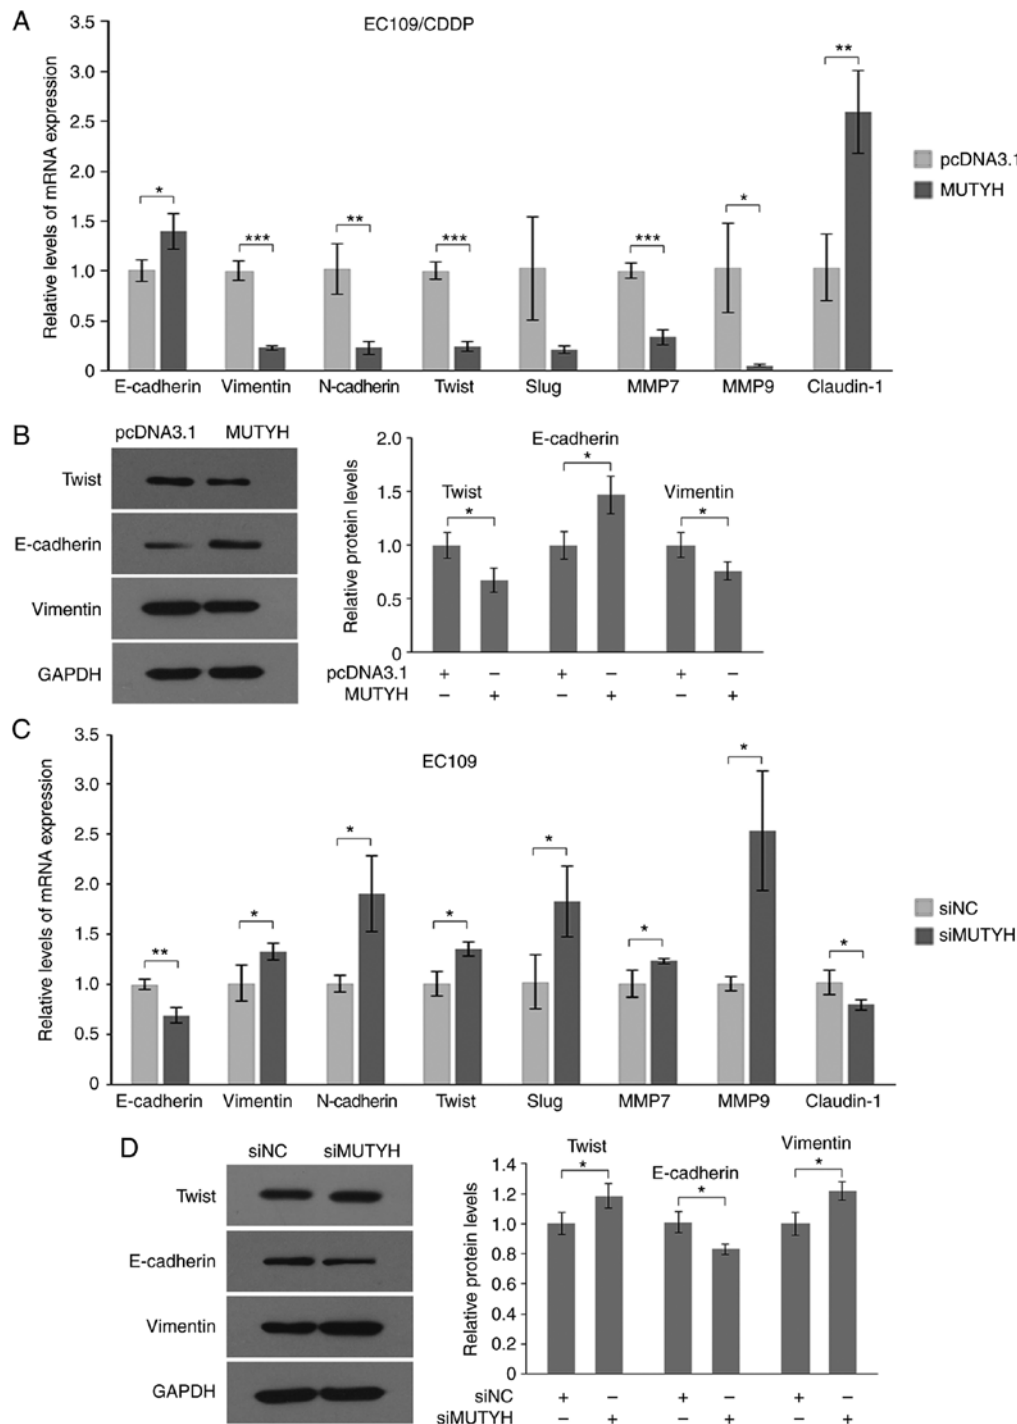 A
EC109/CDDP
Relative levels of mRNA expression
3.5
3.0
2.5
2.0
1.5
1.0
0.5
0
* *** ** *** *** * **
E-cadherin Vimentin N-cadherin Twist Slug MMP7 MMP9 Claudin-1
pcDNA3.1
MUTYH
B
pcDNA3.1 MUTYH
Twist
E-cadherin
Vimentin
GAPDH
Relative protein levels
2.0
1.5
1.0
0.5
0
E-cadherin
*
Twist
*
Vimentin
*
pcDNA3.1 + – + – + –
MUTYH – + – + – +
C
EC109
Relative levels of mRNA expression
3.5
3.0
2.5
2.0
1.5
1.0
0.5
0
** * * * * * * *
E-cadherin Vimentin N-cadherin Twist Slug MMP7 MMP9 Claudin-1
siNC
siMUTYH
D
siNC siMUTYH
Twist
E-cadherin
Vimentin
GAPDH
Relative protein levels
1.4
1.2
1.0
0.8
0.6
0.4
0.2
0
Twist
*
E-cadherin
*
Vimentin
*
siNC + – + – + –
siMUTYH – + – + – +